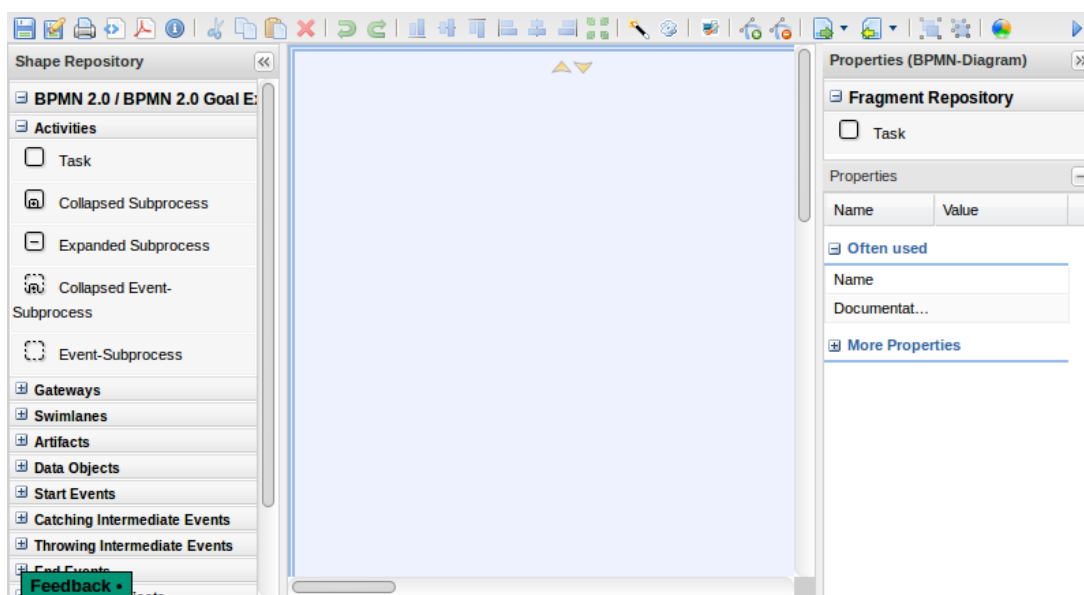 Shape Repository
BPMN 2.0 / BPMN 2.0 Goal
Activities
Task
Collapsed Subprocess
Expanded Subprocess
Collapsed Event-
Subprocess
Event-Subprocess
Gateways
Swimlanes
Artifacts
Data Objects
Start Events
Catching Intermediate Events
Throwing Intermediate Events
End Events
Feedback •
Properties (BPMN-Diagram)
Fragment Repository
Task
Properties
Name Value
Often used
Name
Documentat...
More Properties